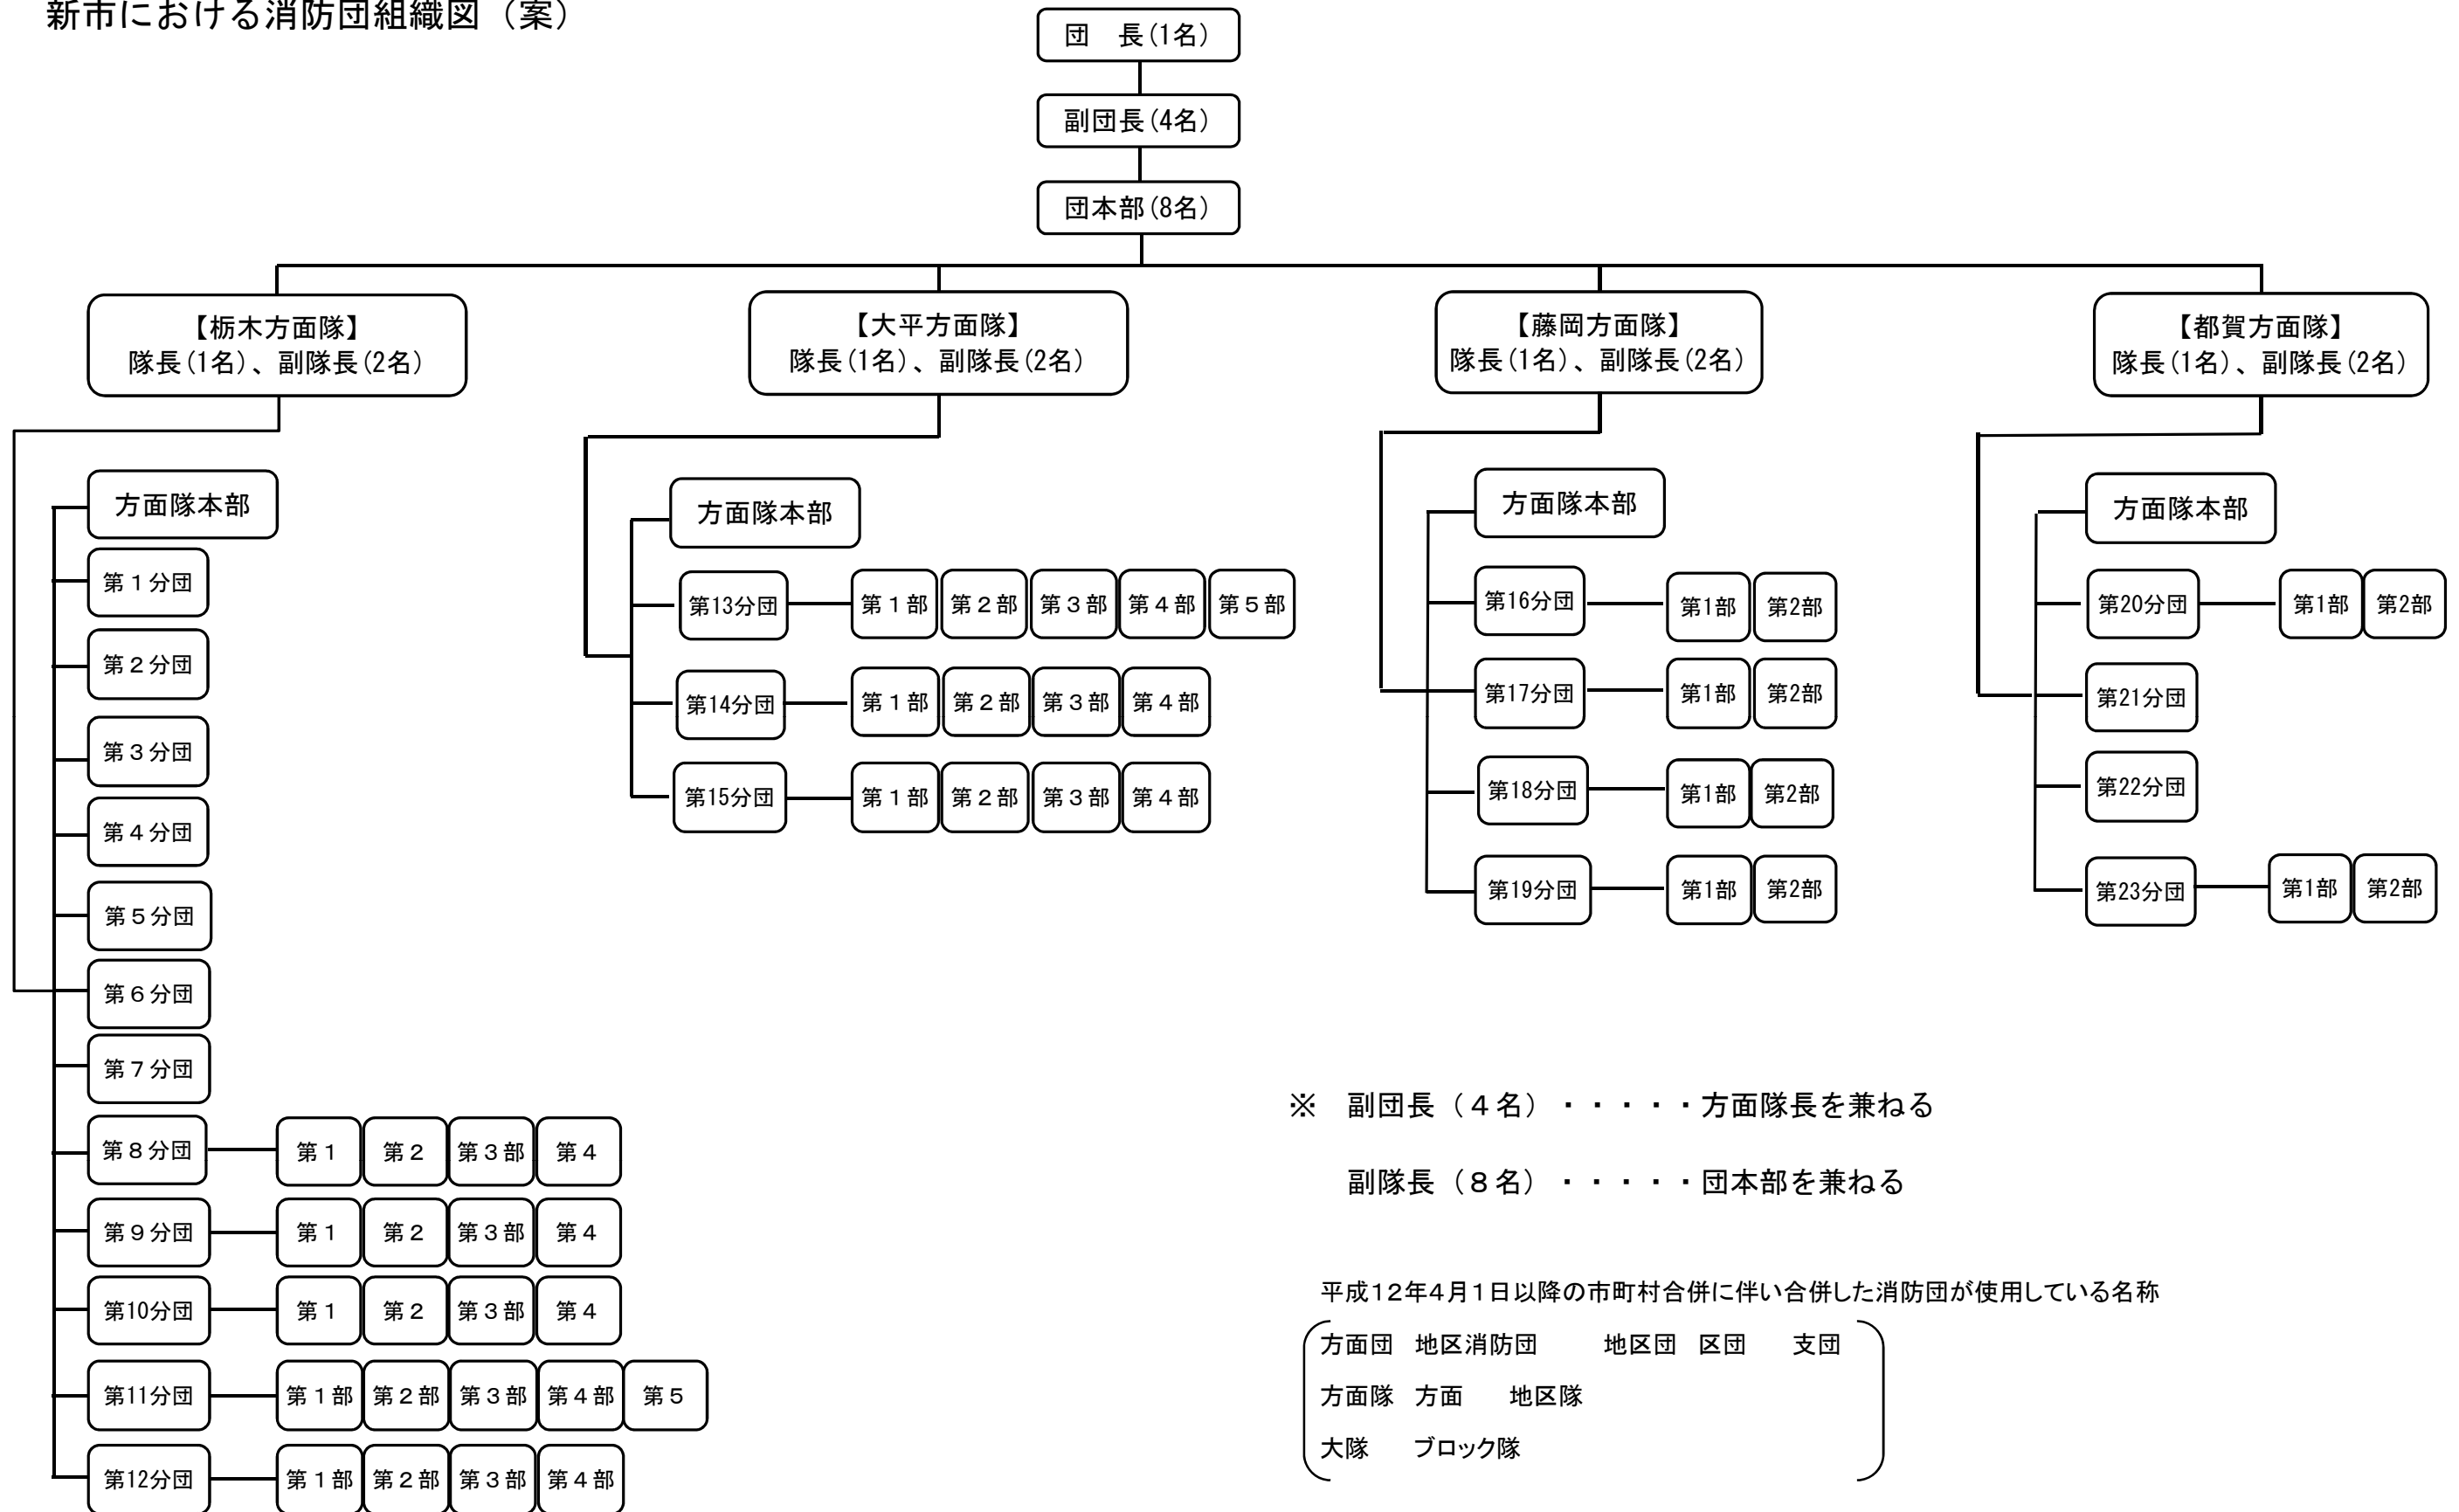 新市における消防団組織図（案）
団　長(1名)
副団長(4名)
団本部(8名)
【栃木方面隊】
隊長(1名)、副隊長(2名)
方面隊本部
第１分団
第２分団
第３分団
第４分団
第５分団
第６分団
第７分団
第８分団 第１ 第２ 第３部 第４
第９分団 第１ 第２ 第３部 第４
第10分団 第１ 第２ 第３部 第４
第11分団 第１部 第２部 第３部 第４部 第５
第12分団 第１部 第２部 第３部 第４部
【大平方面隊】
隊長(1名)、副隊長(2名)
方面隊本部
第13分団 第１部 第２部 第３部 第４部 第５部
第14分団 第１部 第２部 第３部 第４部
第15分団 第１部 第２部 第３部 第４部
【藤岡方面隊】
隊長(1名)、副隊長(2名)
方面隊本部
第16分団 第1部 第2部
第17分団 第1部 第2部
第18分団 第1部 第2部
第19分団 第1部 第2部
【都賀方面隊】
隊長(1名)、副隊長(2名)
方面隊本部
第20分団 第1部 第2部
第21分団
第22分団
第23分団 第1部 第2部
※　副団長（４名）・・・・・方面隊長を兼ねる
副隊長（８名）・・・・・団本部を兼ねる
平成１２年４月１日以降の市町村合併に伴い合併した消防団が使用している名称
方面団　地区消防団　　地区団　区団　　支団
方面隊　方面　　地区隊
大隊　　ブロック隊